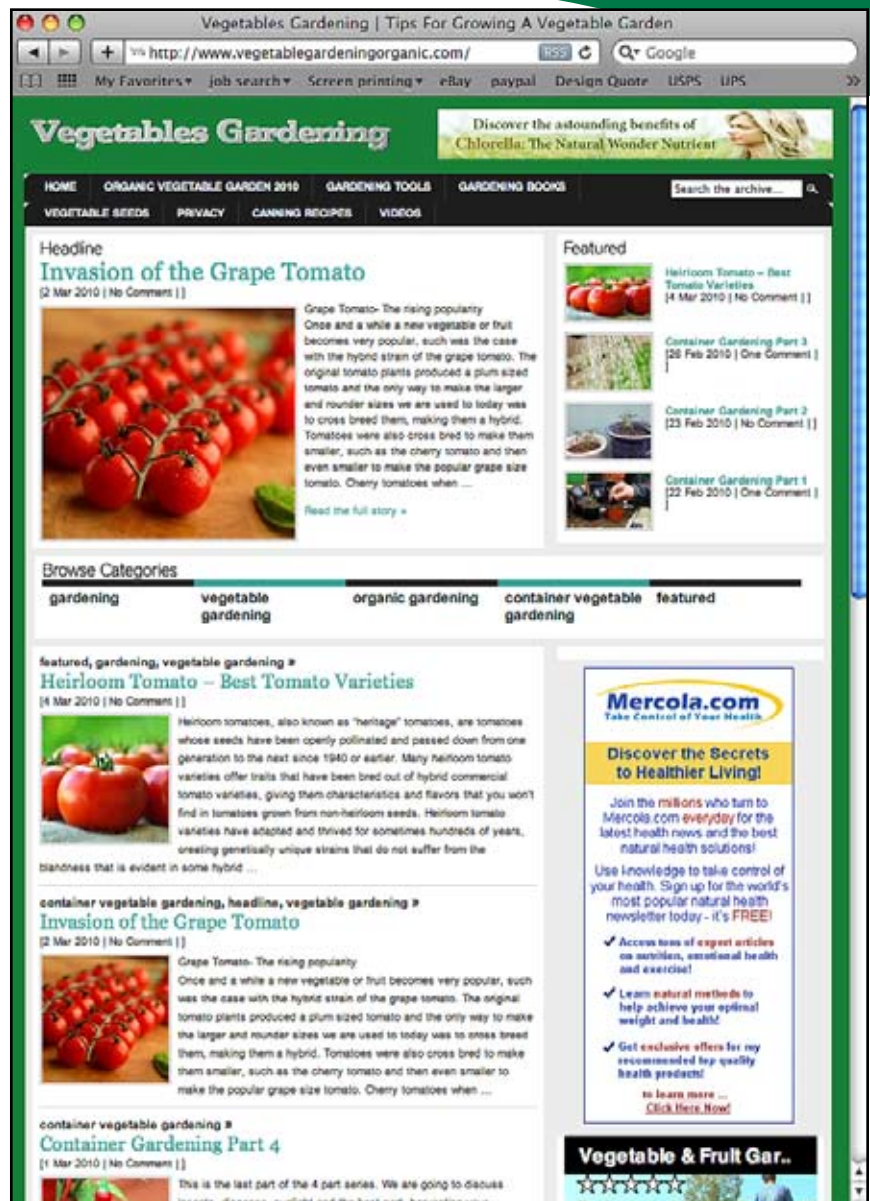 Vegetables Gardening | Tips For Growing A Vegetable Garden
http://www.vegetablegardeningorganic.com/
RSS
Google
My Favorites
job search
Screen printing
eBay
paypal
Design Quote
USPS
UPS
Vegetables Gardening
Discover the astounding benefits of
Chlorella: The Natural Wonder Nutrient
HOME
ORGANIC VEGETABLE GARDEN 2010
GARDENING TOOLS
GARDENING BOOKS
Search the archive...
VEGETABLE SEEDS
PRIVACY
CANNING RECIPES
VIDEOS
Headline
Invasion of the Grape Tomato
[2 Mar 2010 | No Comment | ]
Grape Tomato- The rising popularity
Once and a while a new vegetable or fruit
becomes very popular, such was the case
with the hybrid strain of the grape tomato. The
original tomato plants produced a plum sized
tomato and the only way to make the larger
and rounder sizes we are used to today was
to cross breed them, making them a hybrid.
Tomatoes were also cross bred to make them
smaller, such as the cherry tomato and then
even smaller to make the popular grape size
tomato. Cherry tomatoes when ...
Read the full story »
Featured
Heirloom Tomato – Best
Tomato Varieties
[4 Mar 2010 | No Comment | ]
Container Gardening Part 3
[26 Feb 2010 | One Comment |
]
Container Gardening Part 2
[23 Feb 2010 | No Comment | ]
Container Gardening Part 1
[22 Feb 2010 | One Comment |
]
Browse Categories
gardening
vegetable
gardening
organic gardening
container vegetable
gardening
featured
featured, gardening, vegetable gardening »
Heirloom Tomato – Best Tomato Varieties
[4 Mar 2010 | No Comment | ]
Heirloom tomatoes, also known as "heritage" tomatoes, are tomatoes
whose seeds have been openly pollinated and passed down from one
generation to the next since 1940 or earlier. Many heirloom tomato
varieties offer traits that have been bred out of hybrid commercial
tomato varieties, giving them characteristics and flavors that you won't
find in tomatoes grown from non-heirloom seeds. Heirloom tomato
varieties have adapted and thrived for sometimes hundreds of years,
creating genetically unique strains that do not suffer from the
blandness that is evident in some hybrid ...
container vegetable gardening, headline, vegetable gardening »
Invasion of the Grape Tomato
[2 Mar 2010 | No Comment | ]
Grape Tomato- The rising popularity
Once and a while a new vegetable or fruit becomes very popular, such
was the case with the hybrid strain of the grape tomato. The original
tomato plants produced a plum sized tomato and the only way to make
the larger and rounder sizes we are used to today was to cross breed
them, making them a hybrid. Tomatoes were also cross bred to make
them smaller, such as the cherry tomato and then even smaller to
make the popular grape size tomato. Cherry tomatoes when ...
container vegetable gardening »
Container Gardening Part 4
[1 Mar 2010 | No Comment | ]
This is the last part of the 4 part series. We are going to discuss
Mercola.com
Take Control of Your Health
Discover the Secrets
to Healthier Living!
Join the millions who turn to
Mercola.com everyday for the
latest health news and the best
natural health solutions!
Use knowledge to take control of
your health. Sign up for the world's
most popular natural health
newsletter today - it's FREE!
Access tons of expert articles
on nutrition, emotional health
and exercise!
Learn natural methods to
help achieve your optimal
weight and health!
Get exclusive offers for my
recommended top quality
health products!
to learn more ...
Click Here Now!
Vegetable & Fruit Gar..